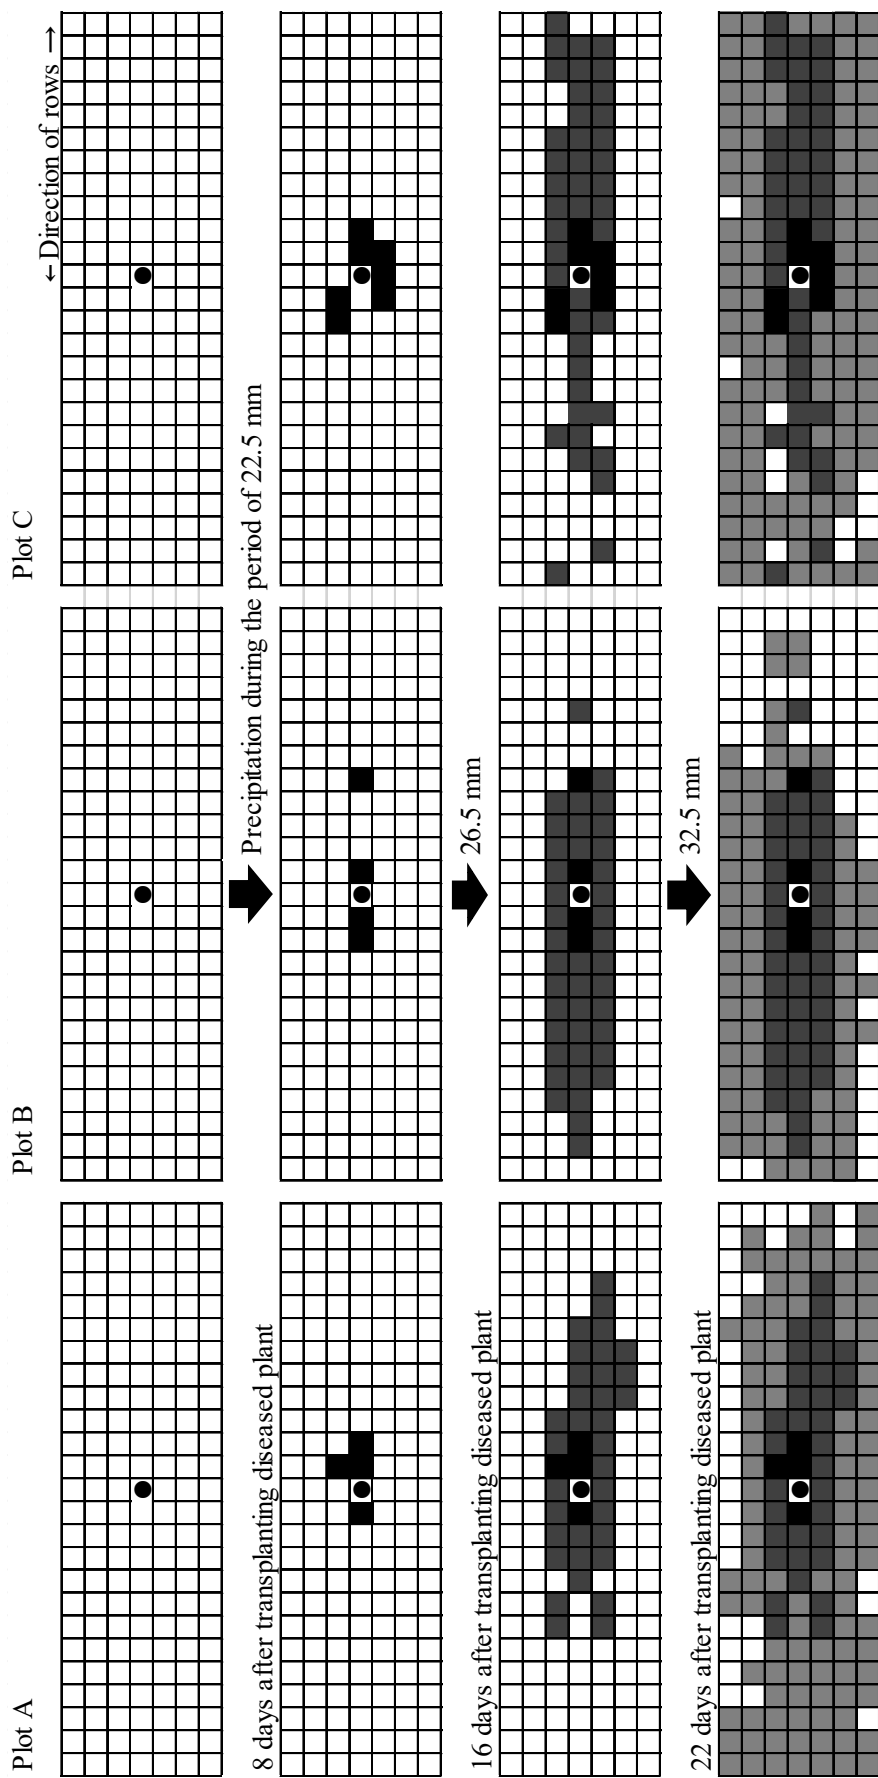 Plot A
Plot B
Plot C
←Direction of rows →
Precipitation during the period of 22.5 mm
8 days after transplanting diseased plant
26.5 mm
16 days after transplanting diseased plant
32.5 mm
22 days after transplanting diseased plant